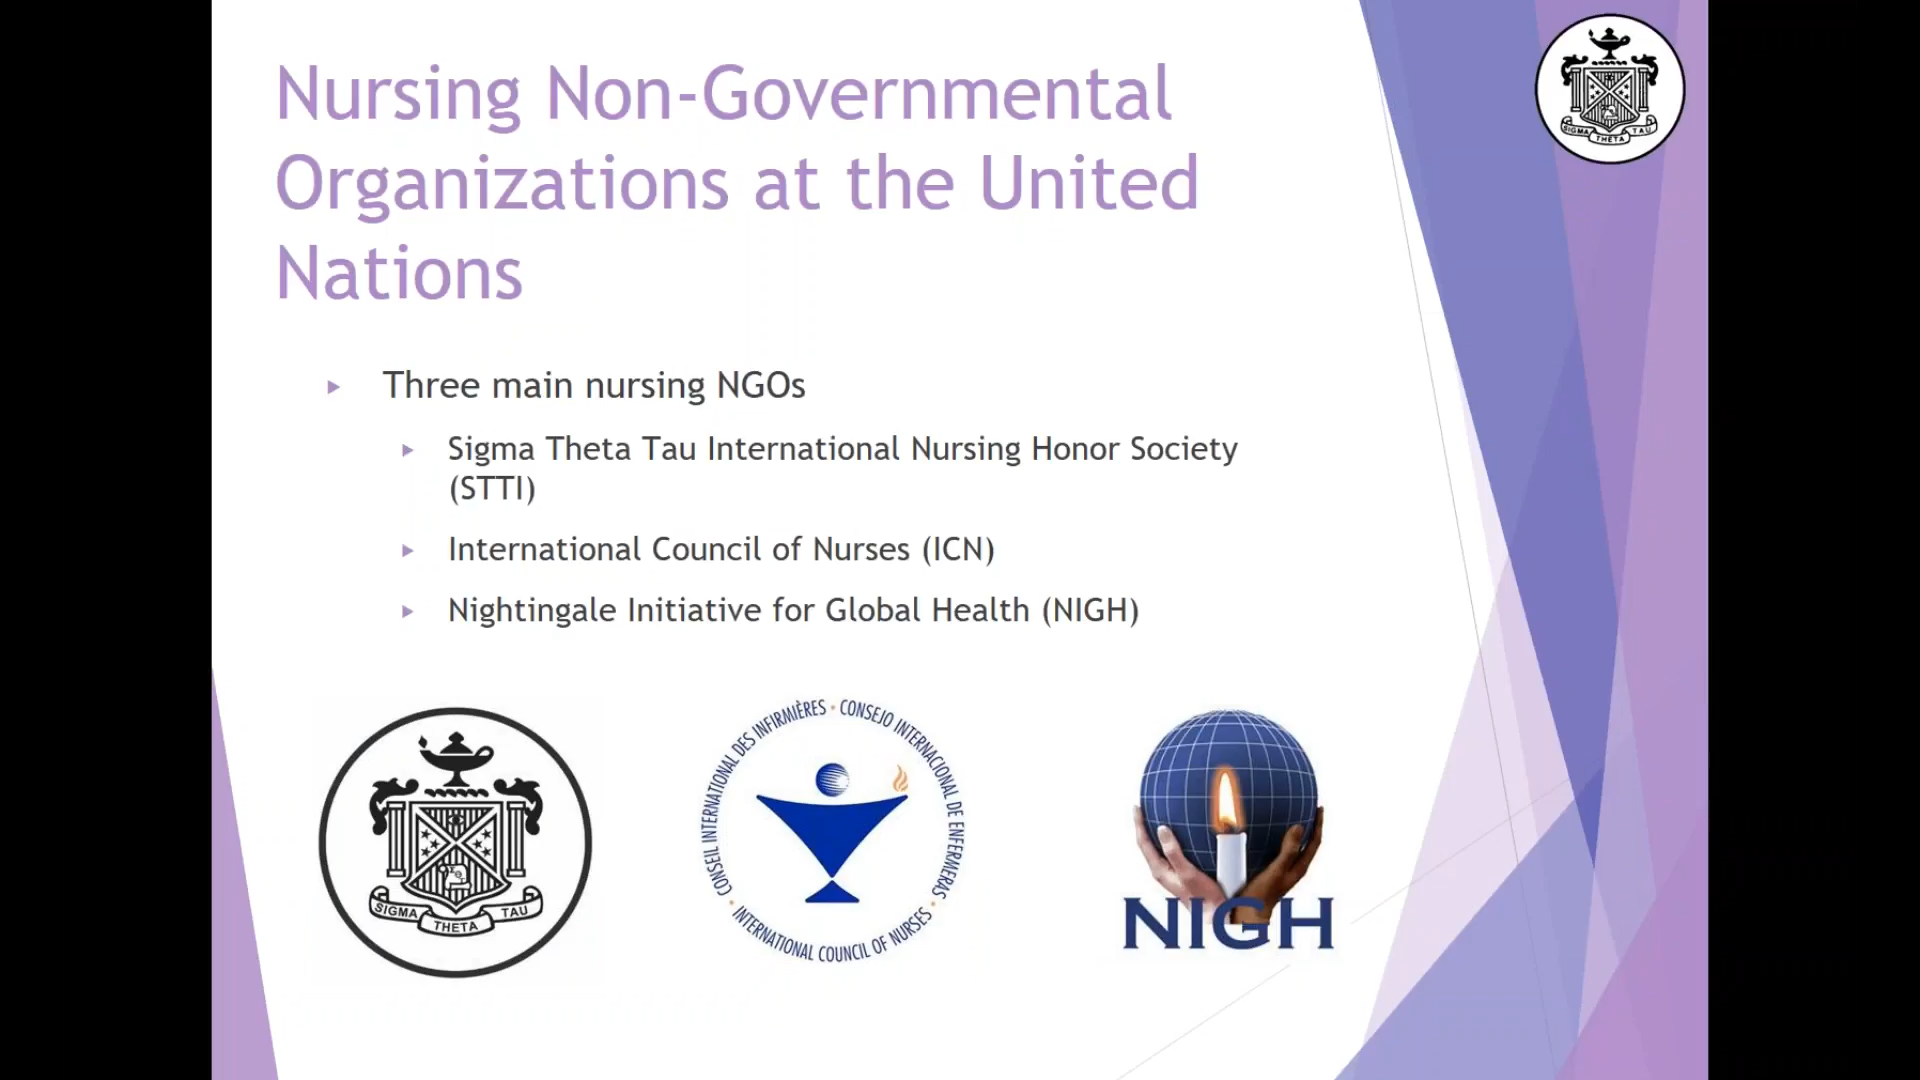 Nursing Non-Governmental
Organizations at the United
Nations
SIGMA THETA TAU
Three main nursing NGOs
Sigma Theta Tau International Nursing Honor Society
(STTI)
International Council of Nurses (ICN)
Nightingale Initiative for Global Health (NIGH)
SIGMA THETA TAU
CONSEIL INTERNATIONAL DES INFIRMIÈRES • CONSEJO INTERNACIONAL DE ENFERMERAS • INTERNATIONAL COUNCIL OF NURSES •
NIGH